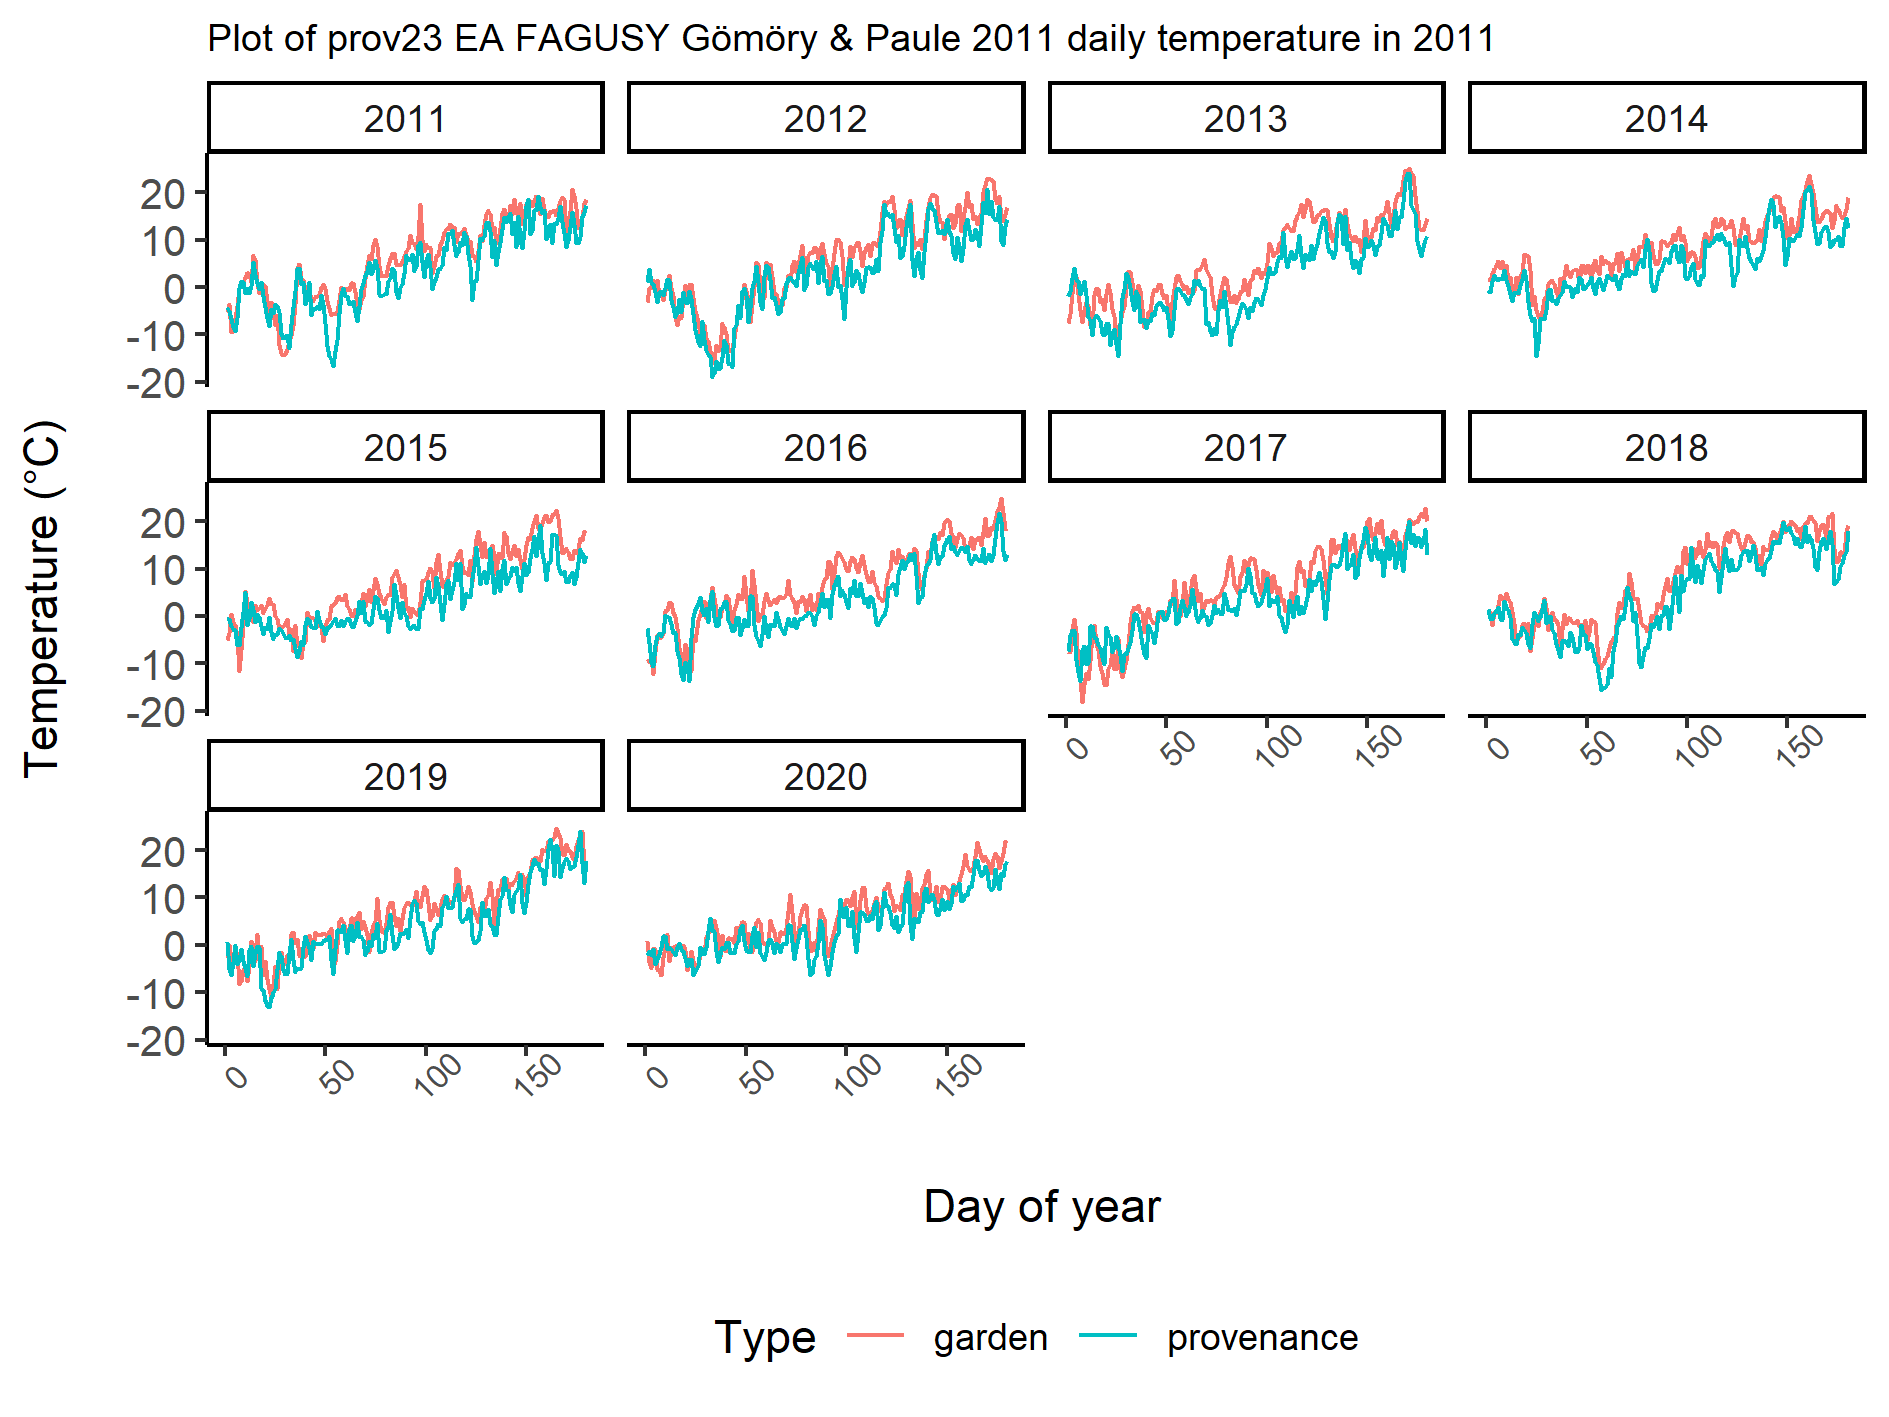 Plot of prov23 EA FAGUSY Gömöry & Paule 2011 daily temperature in 2011
2011 2012 2013 2014
20
10
0
-10
-20
2015 2016 2017 2018
20
10
0
-10
-20
0 50 100 150 0 50 100 150
2019 2020
20
10
0
-10
-20
0 50 100 150 0 50 100 150
Temperature (°C)
Day of year
Type garden provenance